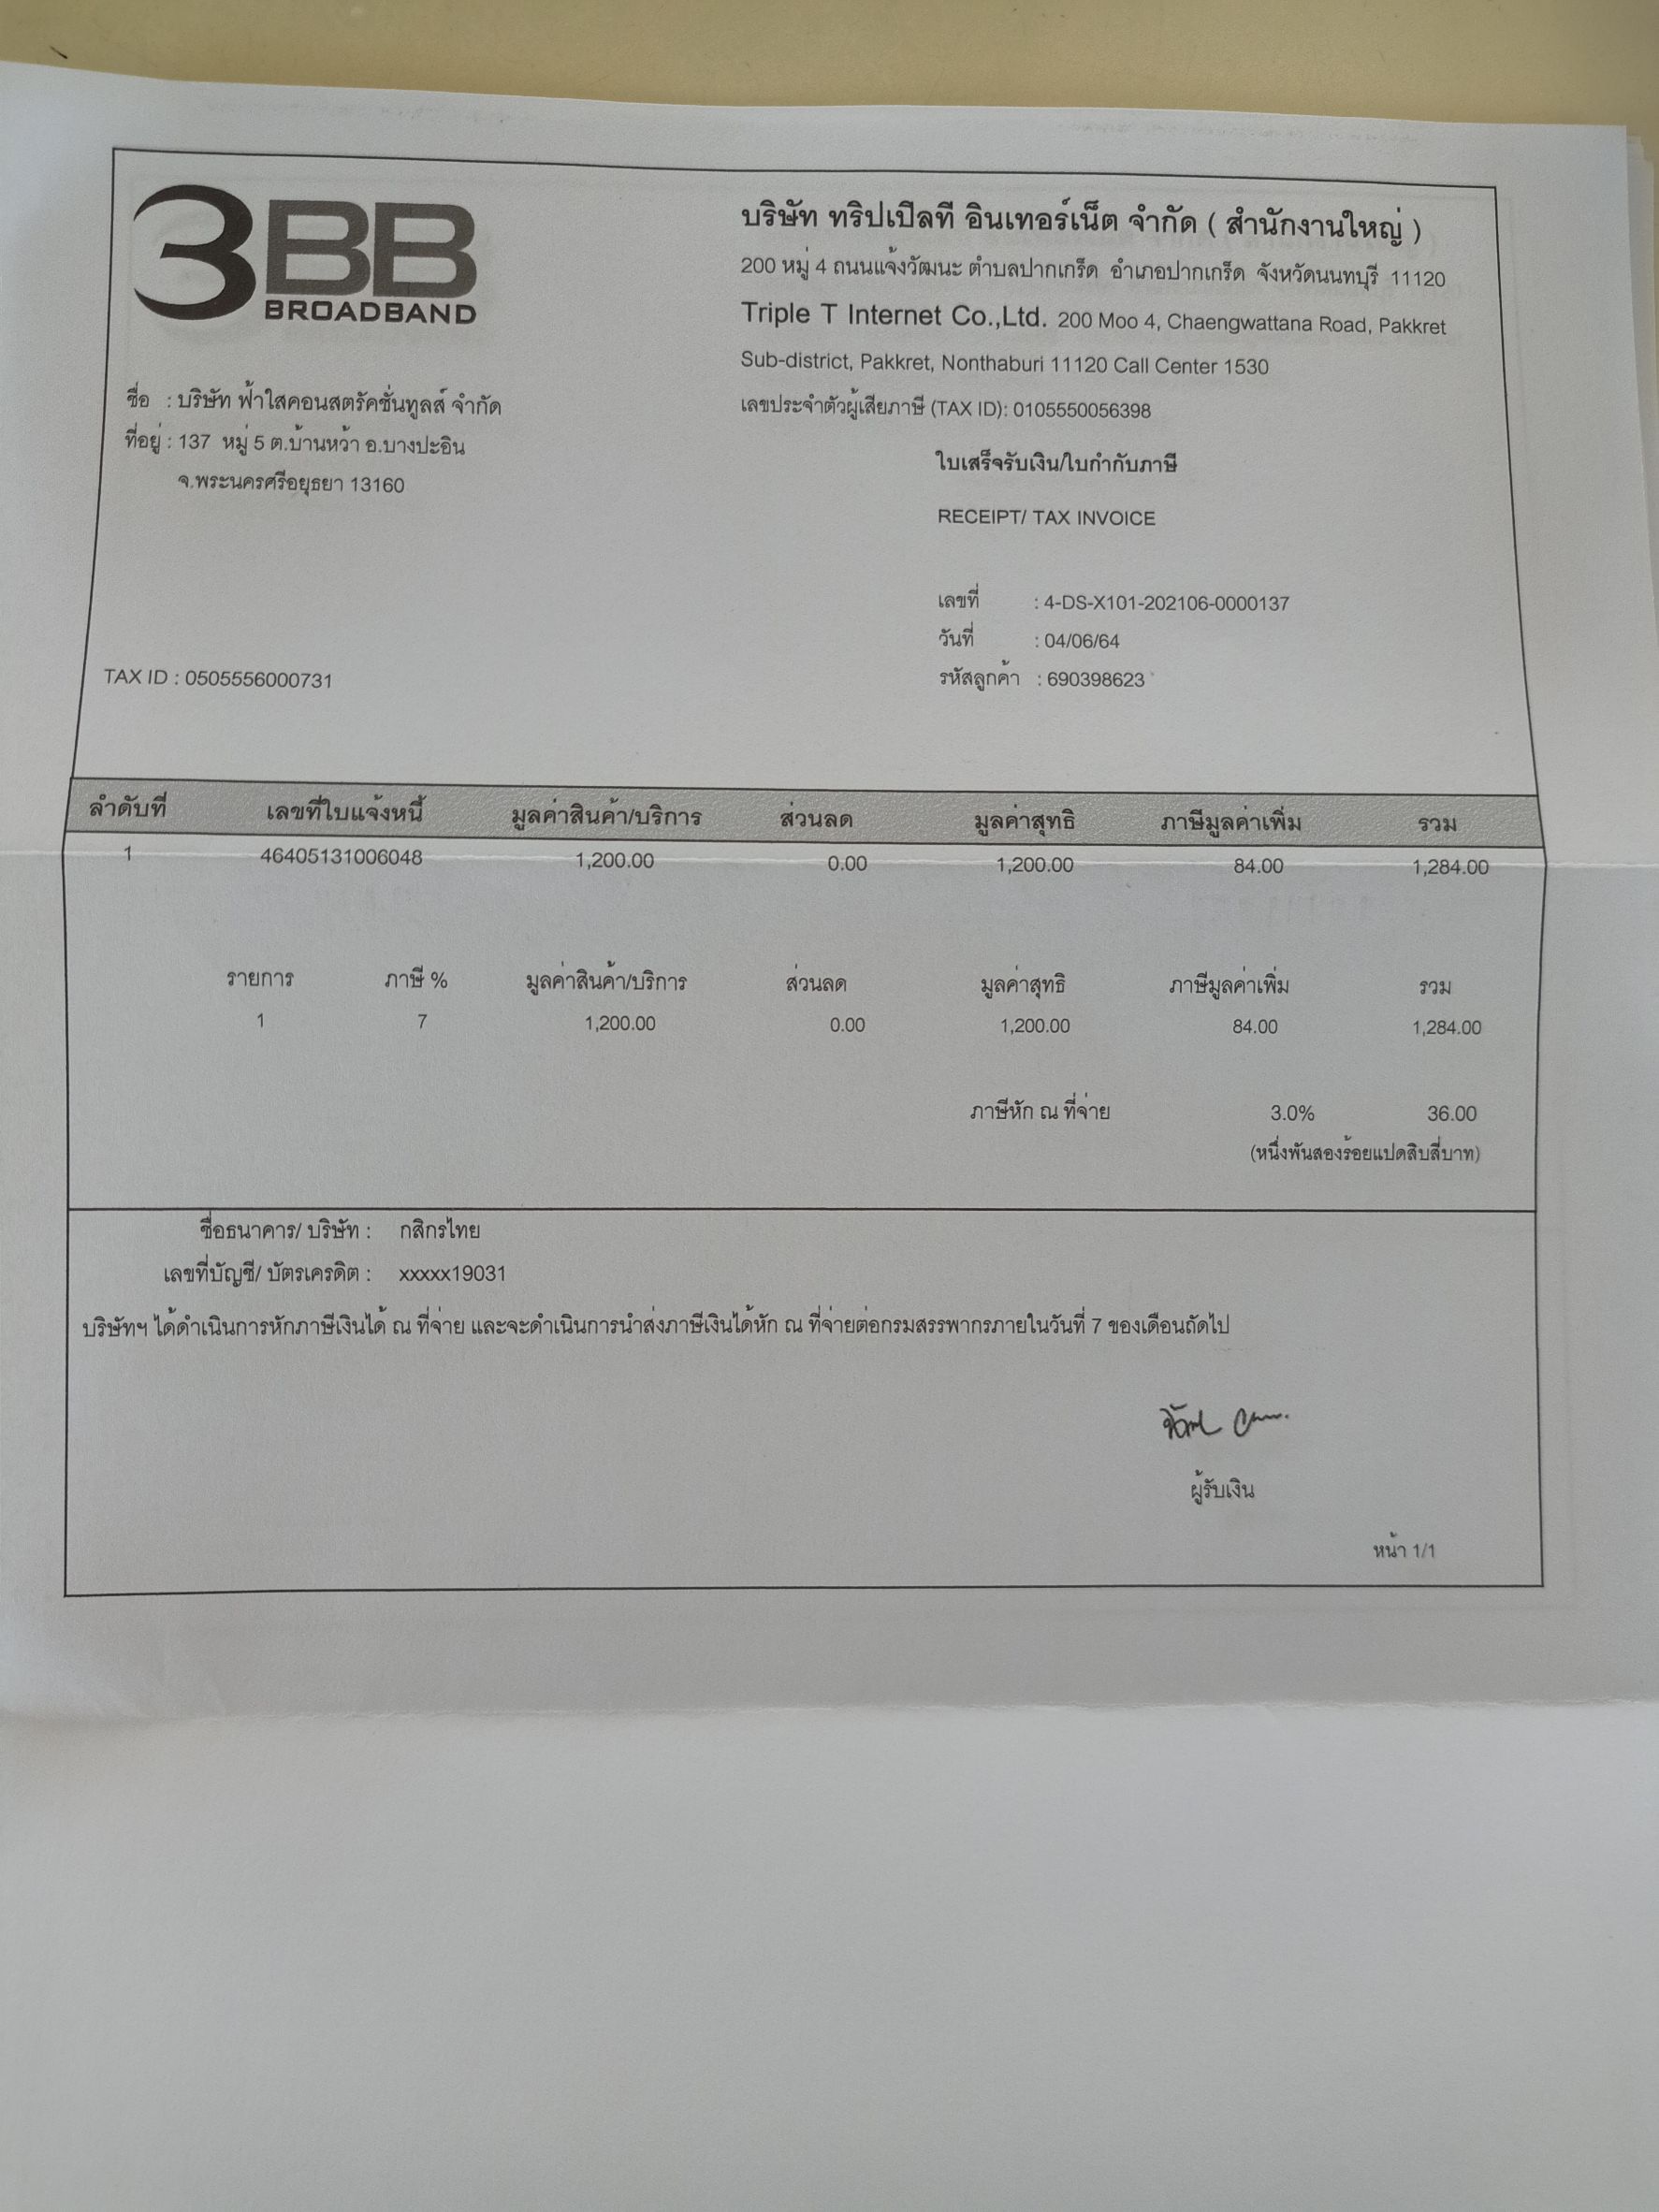 3BB
BROADBAND
บริษัท ทริปเปิลที อินเทอร์เน็ต จำกัด ( สำนักงานใหญ่ )
200 หมู่ 4 ถนนแจ้งวัฒนะ ตำบลปากเกร็ด อำเภอปากเกร็ด จังหวัดนนทบุรี 11120
Triple T Internet Co.,Ltd. 200 Moo 4, Chaengwattana Road, Pakkret
Sub-district, Pakkret, Nonthaburi 11120 Call Center 1530
เลขประจำตัวผู้เสียภาษี (TAX ID): 0105550056398
ชื่อ : บริษัท ฟ้าใสคอนสตรัคชั่นทูลส์ จำกัด
ที่อยู่ : 137 หมู่ 5 ต.บ้านหว้า อ.บางปะอิน
จ.พระนครศรีอยุธยา 13160
ใบเสร็จรับเงิน/ใบกำกับภาษี
RECEIPT/ TAX INVOICE
เลขที่ : 4-DS-X101-202106-0000137
วันที่ : 04/06/64
รหัสลูกค้า : 690398623
TAX ID : 0505556000731
ลำดับที่ เลขที่ใบแจ้งหนี้ มูลค่าสินค้า/บริการ ส่วนลด มูลค่าสุทธิ ภาษีมูลค่าเพิ่ม รวม
1 46405131006048 1,200.00 0.00 1,200.00 84.00 1,284.00
รายการ ภาษี % มูลค่าสินค้า/บริการ ส่วนลด มูลค่าสุทธิ ภาษีมูลค่าเพิ่ม รวม
1 7 1,200.00 0.00 1,200.00 84.00 1,284.00
ภาษีหัก ณ ที่จ่าย 3.0% 36.00
(หนึ่งพันสองร้อยแปดสิบสี่บาท)
ชื่อธนาคาร/ บริษัท : กสิกรไทย
เลขที่บัญชี/ บัตรเครดิต : xxxxx19031
บริษัทฯ ได้ดำเนินการหักภาษีเงินได้ ณ ที่จ่าย และจะดำเนินการนำส่งภาษีเงินได้หัก ณ ที่จ่ายต่อกรมสรรพากรภายในวันที่ 7 ของเดือนถัดไป
ผู้รับเงิน
หน้า 1/1